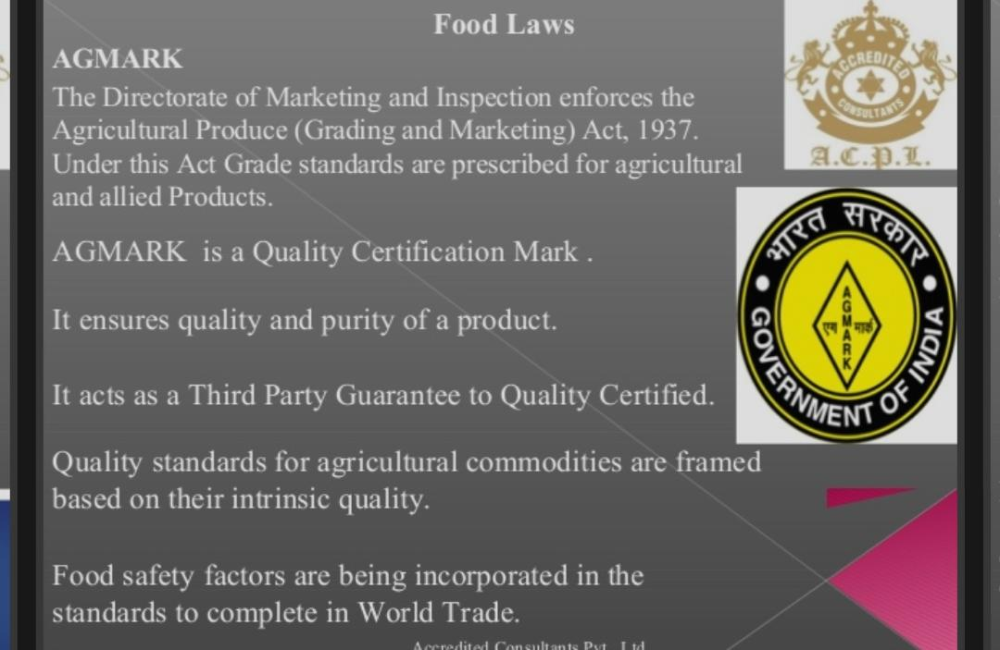 Food Laws
AGMARK
The Directorate of Marketing and Inspection enforces the
Agricultural Produce (Grading and Marketing) Act, 1937.
Under this Act Grade standards are prescribed for agricultural
and allied Products.
AGMARK is a Quality Certification Mark .
It ensures quality and purity of a product.
It acts as a Third Party Guarantee to Quality Certified.
Quality standards for agricultural commodities are framed
based on their intrinsic quality.
Food safety factors are being incorporated in the
standards to complete in World Trade.
Accredited Consultants Pvt. Ltd
ACCREDITED
CONSULTANTS
A.C.P.L.
भारत सरकार
AGMARK
एग मार्क
GOVERNMENT OF INDIA